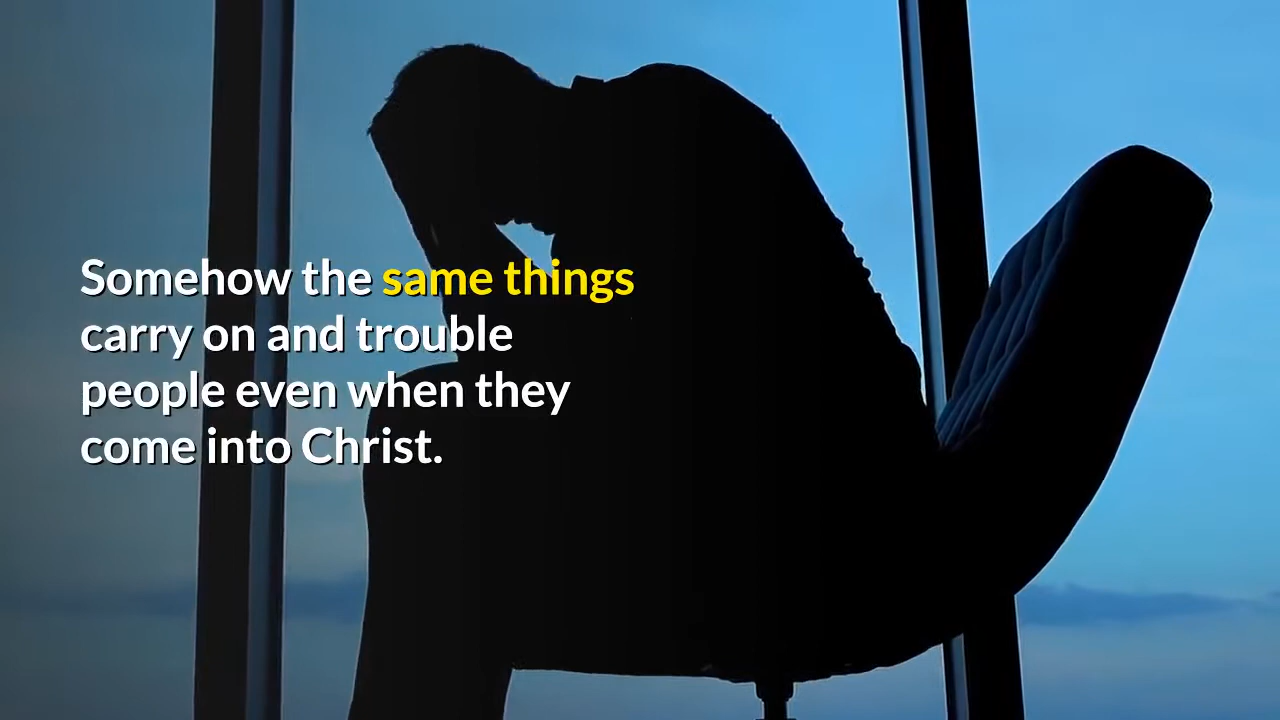 Somehow the same things
carry on and trouble
people even when they
come into Christ.